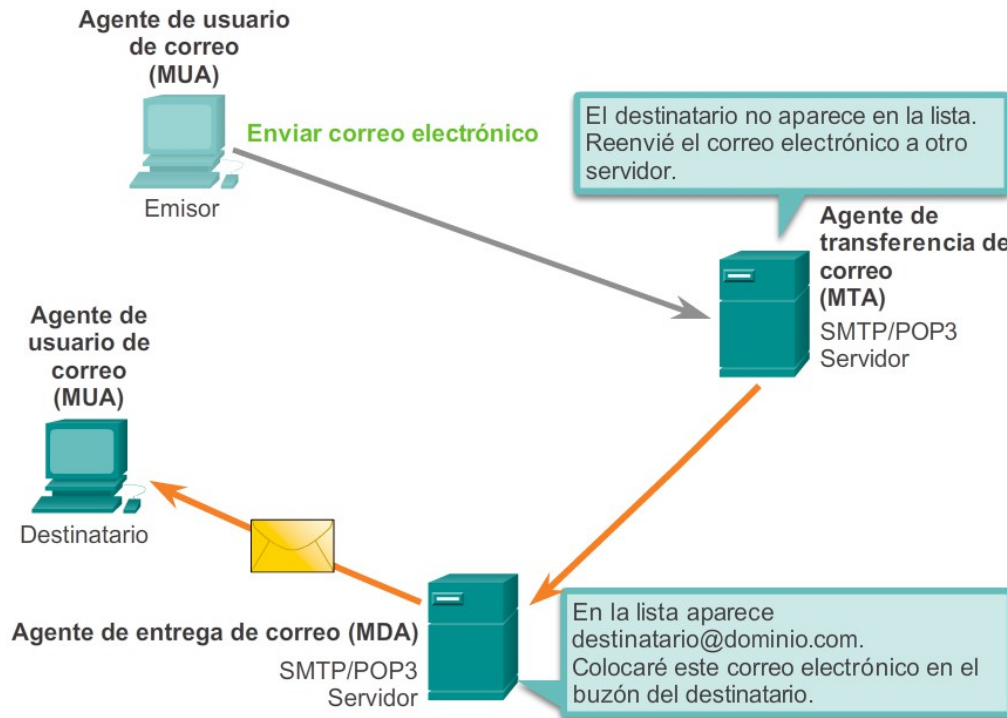 Agente de usuario
de correo
(MUA)
Enviar correo electrónico
Emisor
El destinatario no aparece en la lista.
Reenvié el correo electrónico a otro
servidor.
Agente de
transferencia de
correo
(MTA)
SMTP/POP3
Servidor
Agente de
usuario de
correo
(MUA)
Destinatario
Agente de entrega de correo (MDA)
SMTP/POP3
Servidor
En la lista aparece
destinatario@dominio.com.
Colocaré este correo electrónico en el
buzón del destinatario.